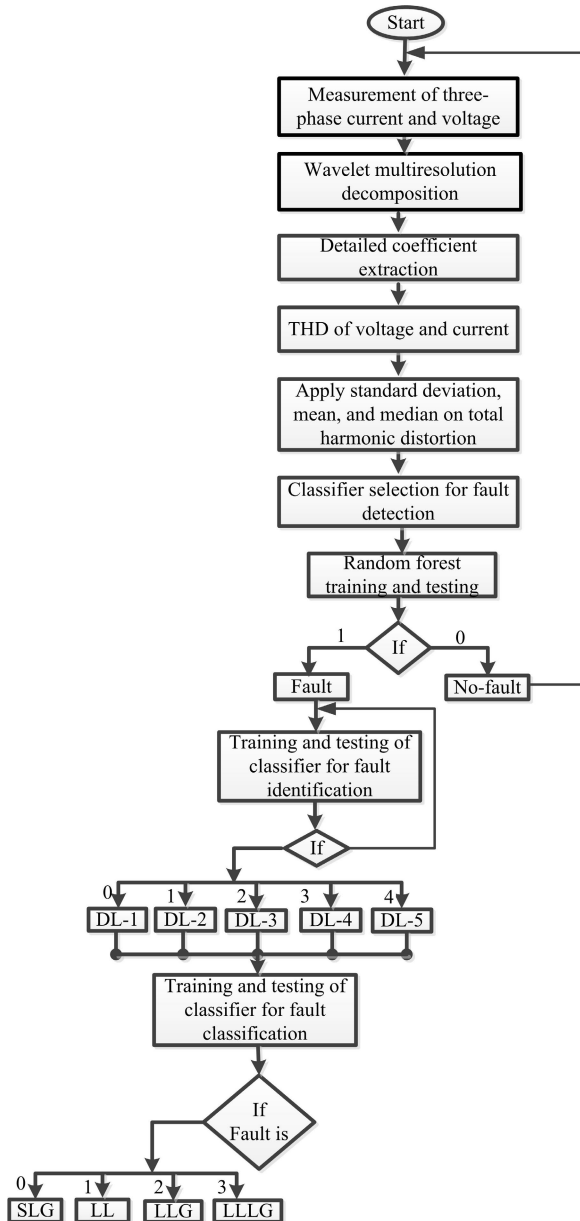 Start
Measurement of three-
phase current and voltage
Wavelet multiresolution
decomposition
Detailed coefficient
extraction
THD of voltage and current
Apply standard deviation,
mean, and median on total
harmonic distortion
Classifier selection for fault
detection
Random forest
training and testing
1
If
0
Fault
No-fault
Training and testing of
classifier for fault
identification
If
0
1
2
3
4
DL-1
DL-2
DL-3
DL-4
DL-5
Training and testing of
classifier for fault
classification
If
Fault is
0
1
2
3
SLG
LL
LLG
LLLG